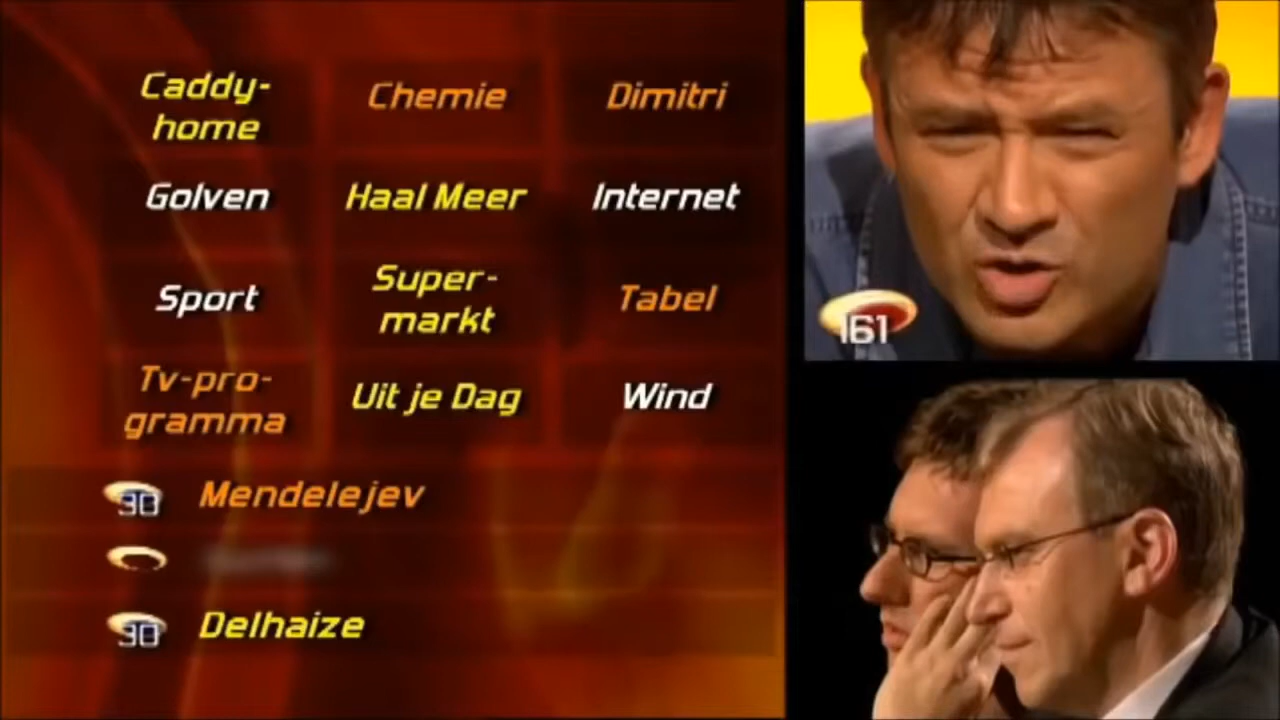 Caddy-
home
Chemie
Dimitri
Golven
Haal Meer
Internet
Sport
Super-
markt
Tabel
Tv-pro-
gramma
Uit je Dag
Wind
30 Mendelejev
30 Delhaize
161